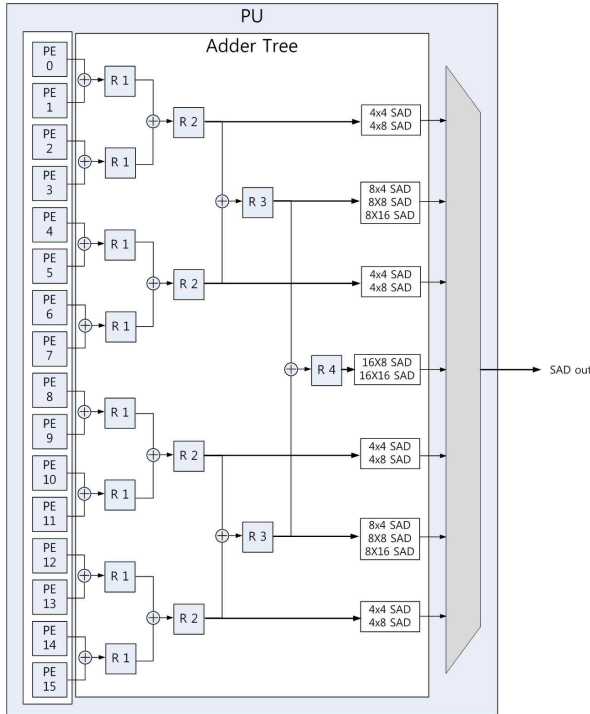 PU
Adder Tree
PE
0
PE
1
PE
2
PE
3
PE
4
PE
5
PE
6
PE
7
PE
8
PE
9
PE
10
PE
11
PE
12
PE
13
PE
14
PE
15
R 1
R 1
R 1
R 1
R 1
R 1
R 1
R 1
R 2
R 2
R 2
R 2
R 3
R 3
R 4
4x4 SAD
4x8 SAD
8x4 SAD
8X8 SAD
8X16 SAD
4x4 SAD
4x8 SAD
16X8 SAD
16X16 SAD
4x4 SAD
4x8 SAD
8x4 SAD
8X8 SAD
8X16 SAD
4x4 SAD
4x8 SAD
SAD out